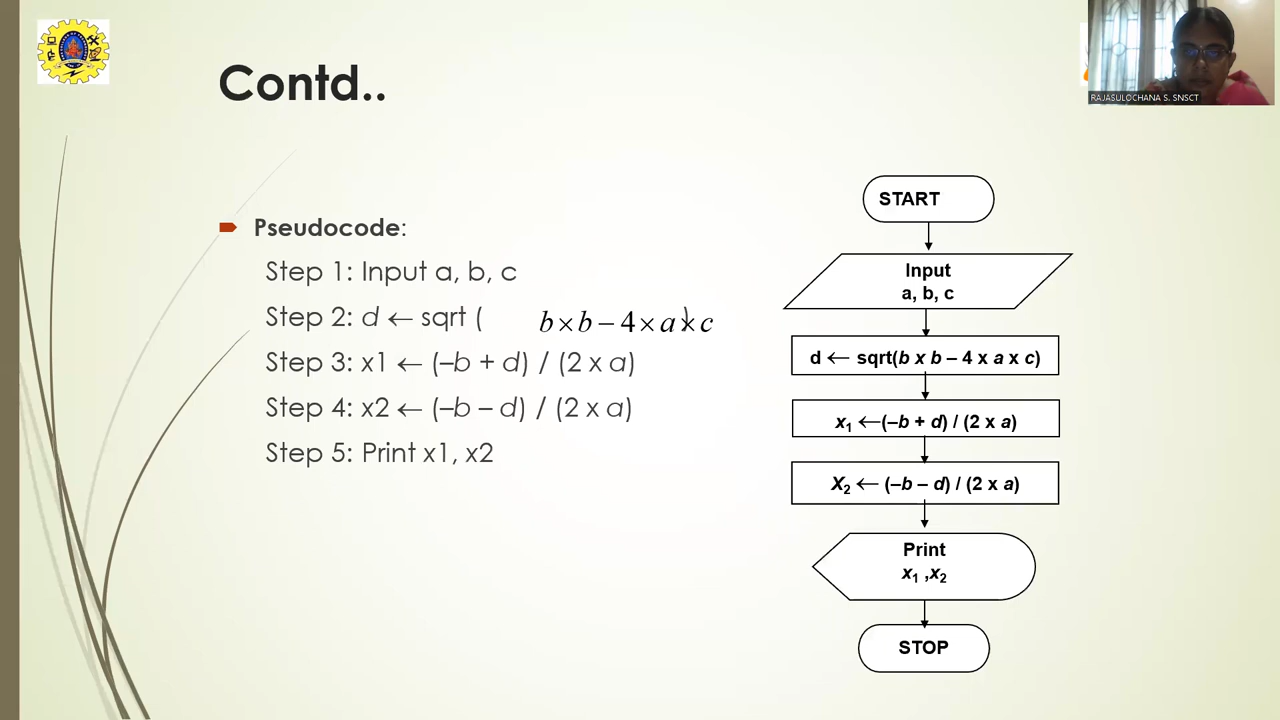 Contd..
Pseudocode:
Step 1: Input a, b, c
Step 2: d ← sqrt ( b × b – 4 × a × c )
Step 3: x1 ← (–b + d) / (2 x a)
Step 4: x2 ← (–b – d) / (2 x a)
Step 5: Print x1, x2
START
Input
a, b, c
d ← sqrt(b x b – 4 x a x c)
x₁ ←(–b + d) / (2 x a)
X₂ ← (–b – d) / (2 x a)
Print
x₁ ,x₂
STOP
RAJASULOCHANA S. SNSCT